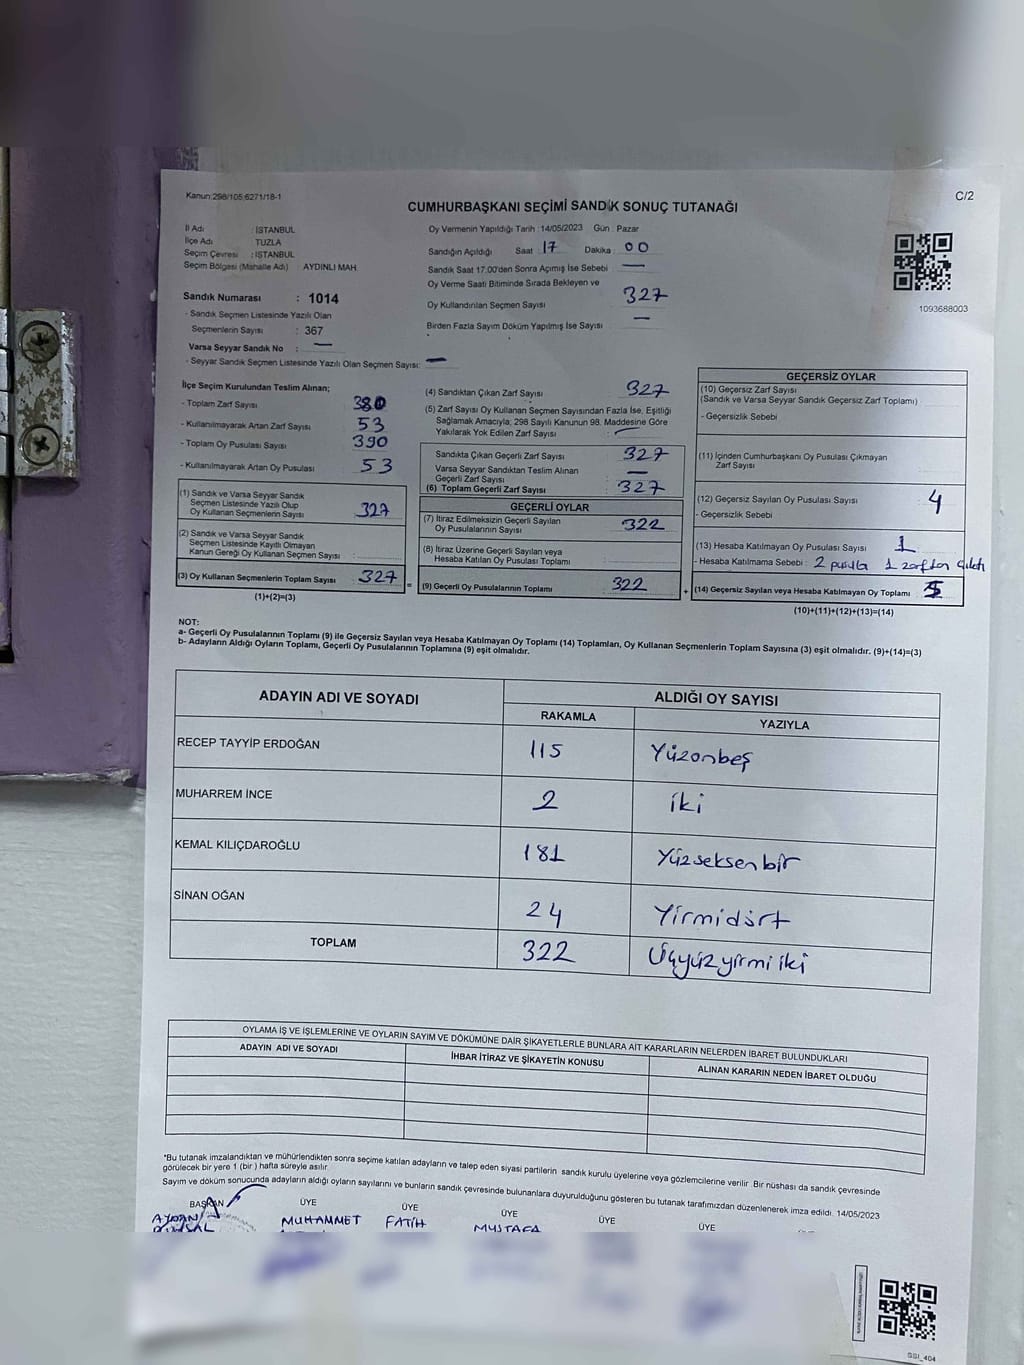 Kanun:298/105,6271/18-1
C/2
CUMHURBAŞKANI SEÇİMİ SANDIK SONUÇ TUTANAĞI
İl Adı : İSTANBUL
İlçe Adı : TUZLA
Seçim Çevresi : İSTANBUL
Seçim Bölgesi (Mahalle Adı) : AYDINLI MAH.
Sandık Numarası : 1014
- Sandık Seçmen Listesinde Yazılı Olan
Seçmenlerin Sayısı : 367
Varsa Seyyar Sandık No : —
- Seyyar Sandık Seçmen Listesinde Yazılı Olan Seçmen Sayısı: —
Oy Vermenin Yapıldığı Tarih : 14/05/2023 Gün : Pazar
Sandığın Açıldığı Saat 17 Dakika 00
Sandık Saat 17.00'den Sonra Açımış İse Sebebi —
Oy Verme Saati Bitiminde Sırada Bekleyen ve
Oy Kullandırılan Seçmen Sayısı 327
Birden Fazla Sayım Döküm Yapılmış İse Sayısı —
1093688003
İlçe Seçim Kurulundan Teslim Alınan;
- Toplam Zarf Sayısı 380
- Kullanılmayarak Artan Zarf Sayısı 53
- Toplam Oy Pusulası Sayısı 390
- Kullanılmayarak Artan Oy Pusulası 53
(1) Sandık ve Varsa Seyyar Sandık
Seçmen Listesinde Yazılı Olup
Oy Kullanan Seçmenlerin Sayısı 327
(2) Sandık ve Varsa Seyyar Sandık
Seçmen Listesinde Kayıtlı Olmayan
Kanun Gereği Oy Kullanan Seçmen Sayısı :
(3) Oy Kullanan Seçmenlerin Toplam Sayısı 327
(1)+(2)=(3)
(4) Sandıktan Çıkan Zarf Sayısı 327
(5) Zarf Sayısı Oy Kullanan Seçmen Sayısından Fazla İse, Eşitliği
Sağlamak Amacıyla; 298 Sayılı Kanunun 98. Maddesine Göre
Yakılarak Yok Edilen Zarf Sayısı : —
Sandıkta Çıkan Geçerli Zarf Sayısı : 327
Varsa Seyyar Sandıktan Teslim Alınan
Geçerli Zarf Sayısı : —
(6) Toplam Geçerli Zarf Sayısı : 327
GEÇERLİ OYLAR
(7) İtiraz Edilmeksizin Geçerli Sayılan
Oy Pusulalarının Sayısı : 322
(8) İtiraz Üzerine Geçerli Sayılan veya
Hesaba Katılan Oy Pusulası Toplamı :
= (9) Geçerli Oy Pusulalarının Toplamı : 322
GEÇERSİZ OYLAR
(10) Geçersiz Zarf Sayısı
(Sandık ve Varsa Seyyar Sandık Geçersiz Zarf Toplamı)
- Geçersizlik Sebebi
(11) İçinden Cumhurbaşkanı Oy Pusulası Çıkmayan
Zarf Sayısı
(12) Geçersiz Sayılan Oy Pusulası Sayısı 4
- Geçersizlik Sebebi
(13) Hesaba Katılmayan Oy Pusulası Sayısı 1
- Hesaba Katılmama Sebebi : 2 pusula 1 zarftan çıktı
+ (14) Geçersiz Sayılan veya Hesaba Katılmayan Oy Toplamı 5
(10)+(11)+(12)+(13)=(14)
NOT:
a- Geçerli Oy Pusulalarının Toplamı (9) ile Geçersiz Sayılan veya Hesaba Katılmayan Oy Toplamı (14) Toplamları, Oy Kullanan Seçmenlerin Toplam Sayısına (3) eşit olmalıdır. (9)+(14)=(3)
b- Adayların Aldığı Oyların Toplamı, Geçerli Oy Pusulalarının Toplamına (9) eşit olmalıdır.
ADAYIN ADI VE SOYADI ALDIĞI OY SAYISI
RAKAMLA YAZIYLA
RECEP TAYYİP ERDOĞAN 115 Yüzonbeş
MUHARREM İNCE 2 iki
KEMAL KILIÇDAROĞLU 181 Yüzseksenbir
SİNAN OĞAN 24 Yirmidört
TOPLAM 322 Üçyüzyirmi iki
OYLAMA İŞ VE İŞLEMLERİNE VE OYLARIN SAYIM VE DÖKÜMÜNE DAİR ŞİKAYETLERLE BUNLARA AİT KARARLARIN NELERDEN İBARET BULUNDUKLARI
ADAYIN ADI VE SOYADI İHBAR İTİRAZ VE ŞİKAYETİN KONUSU ALINAN KARARIN NEDEN İBARET OLDUĞU
*Bu tutanak imzalandıktan ve mühürlendikten sonra seçime katılan adayların ve talep eden siyasi partilerin sandık kurulu üyelerine veya gözlemcilerine verilir. Bir nüshası da sandık çevresinde
görülecek bir yere 1 (bir) hafta süreyle asılır.
Sayım ve döküm sonucunda adayların aldığı oyların sayılarını ve bunların sandık çevresinde bulunanlara duyurulduğunu gösteren bu tutanak tarafımızdan düzenlenerek imza edildi. 14/05/2023
BAŞKAN ÜYE ÜYE ÜYE ÜYE ÜYE
MUHAMMET FATİH MUSTAFA
GSI_404